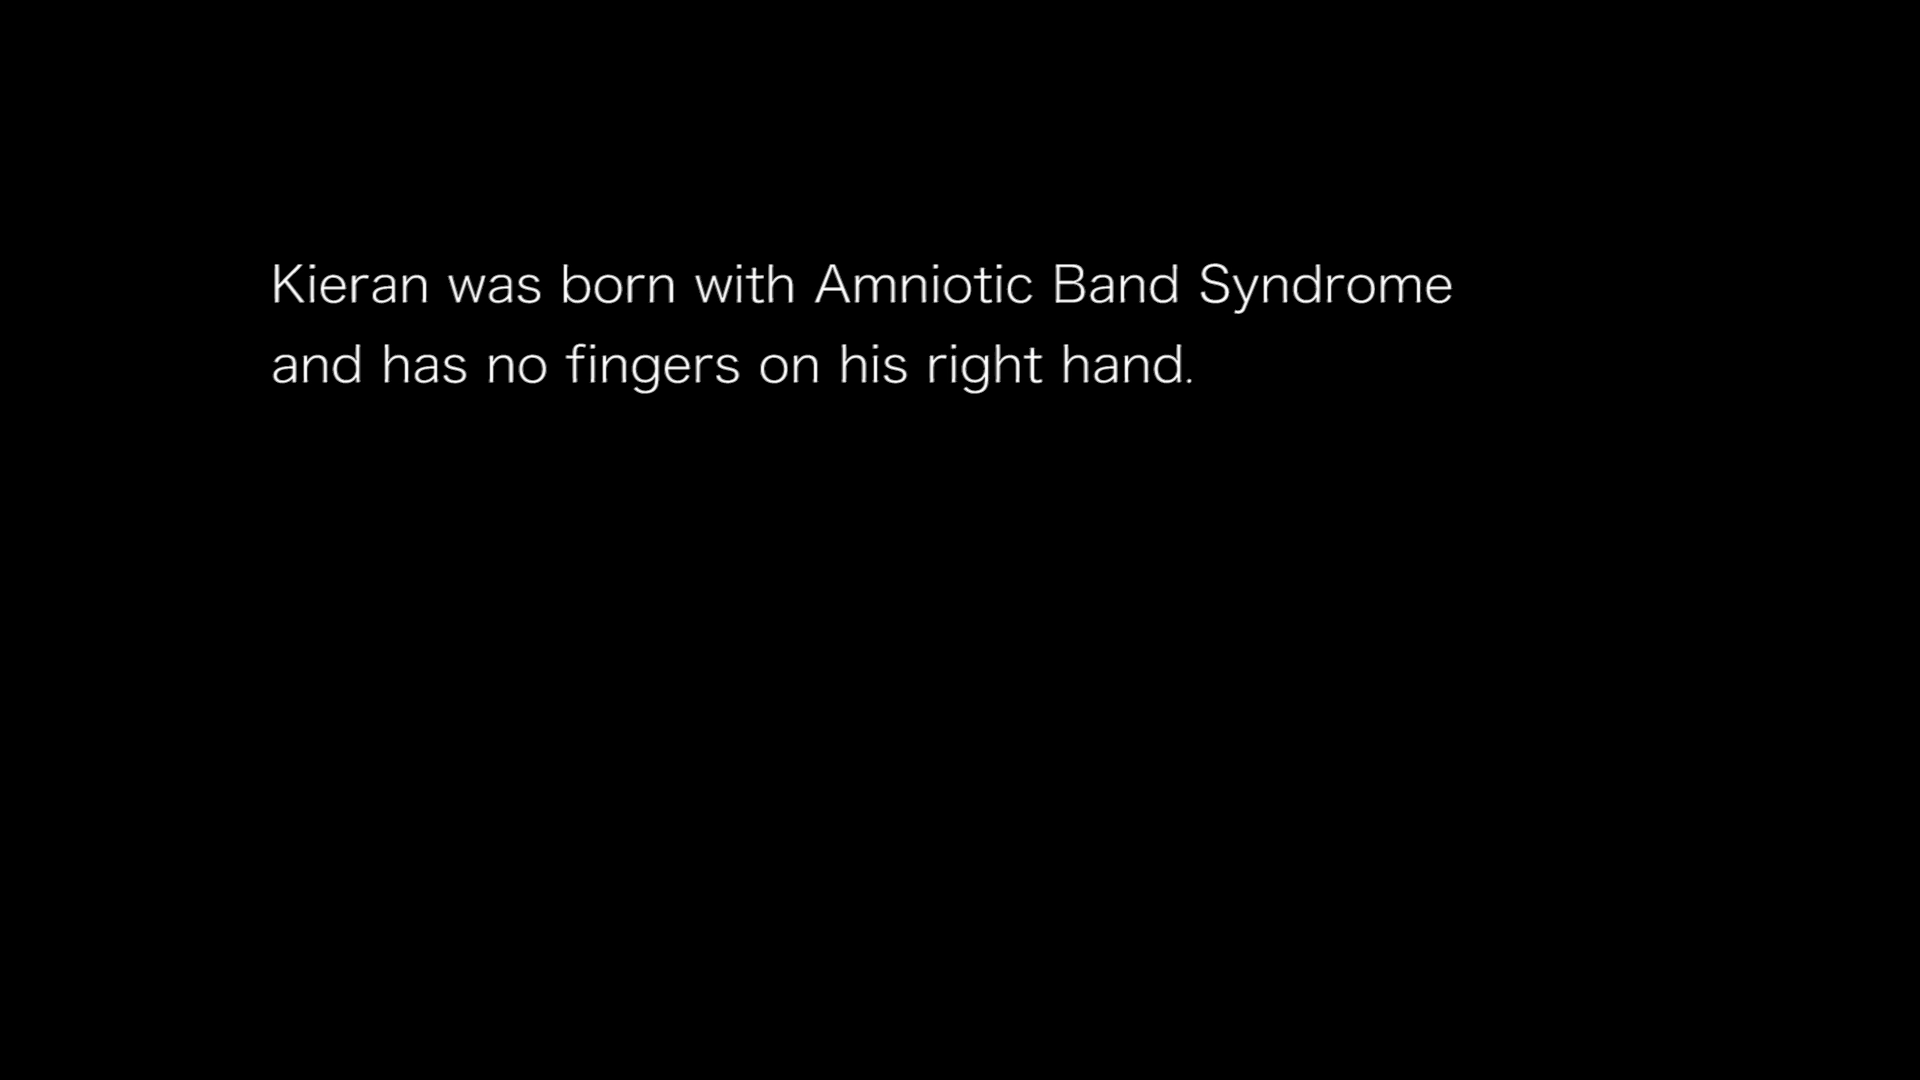 Kieran was born with Amniotic Band Syndrome
and has no fingers on his right hand.